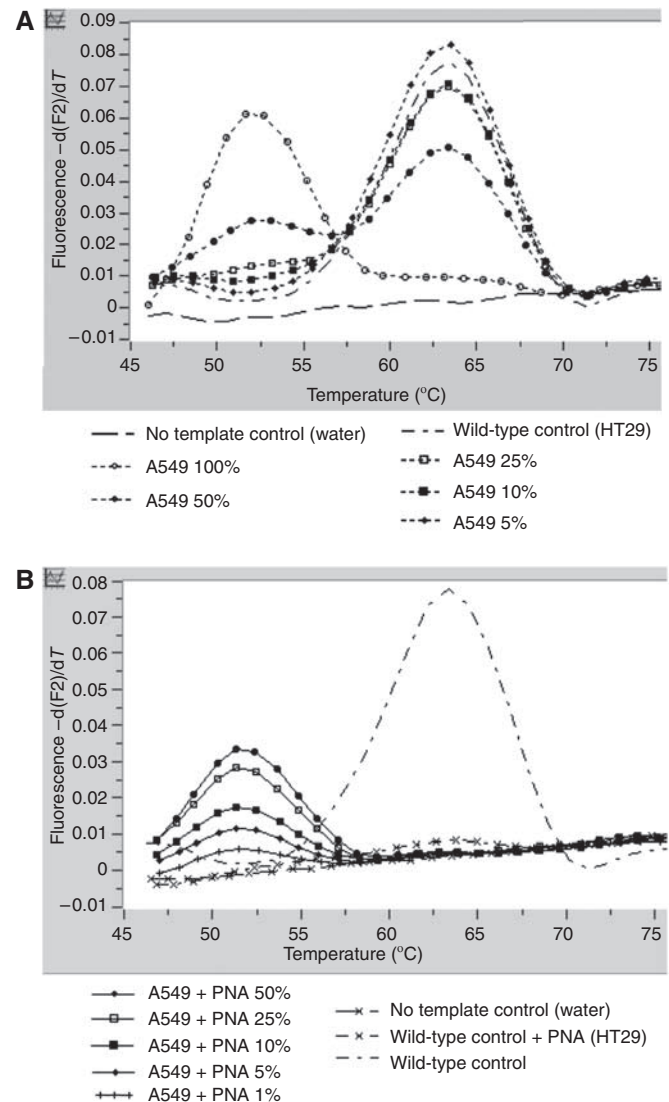 A
Fluorescence –d(F2)/dT
0.09
0.08
0.07
0.06
0.05
0.04
0.03
0.02
0.01
0
–0.01
45
50
55
60
65
70
75
Temperature (°C)
No template control (water)
A549 100%
A549 50%
Wild-type control (HT29)
A549 25%
A549 10%
A549 5%
B
Fluorescence –d(F2)/dT
0.08
0.07
0.06
0.05
0.04
0.03
0.02
0.01
0
–0.01
45
50
55
60
65
70
75
Temperature (°C)
A549 + PNA 50%
A549 + PNA 25%
A549 + PNA 10%
A549 + PNA 5%
A549 + PNA 1%
No template control (water)
Wild-type control + PNA (HT29)
Wild-type control